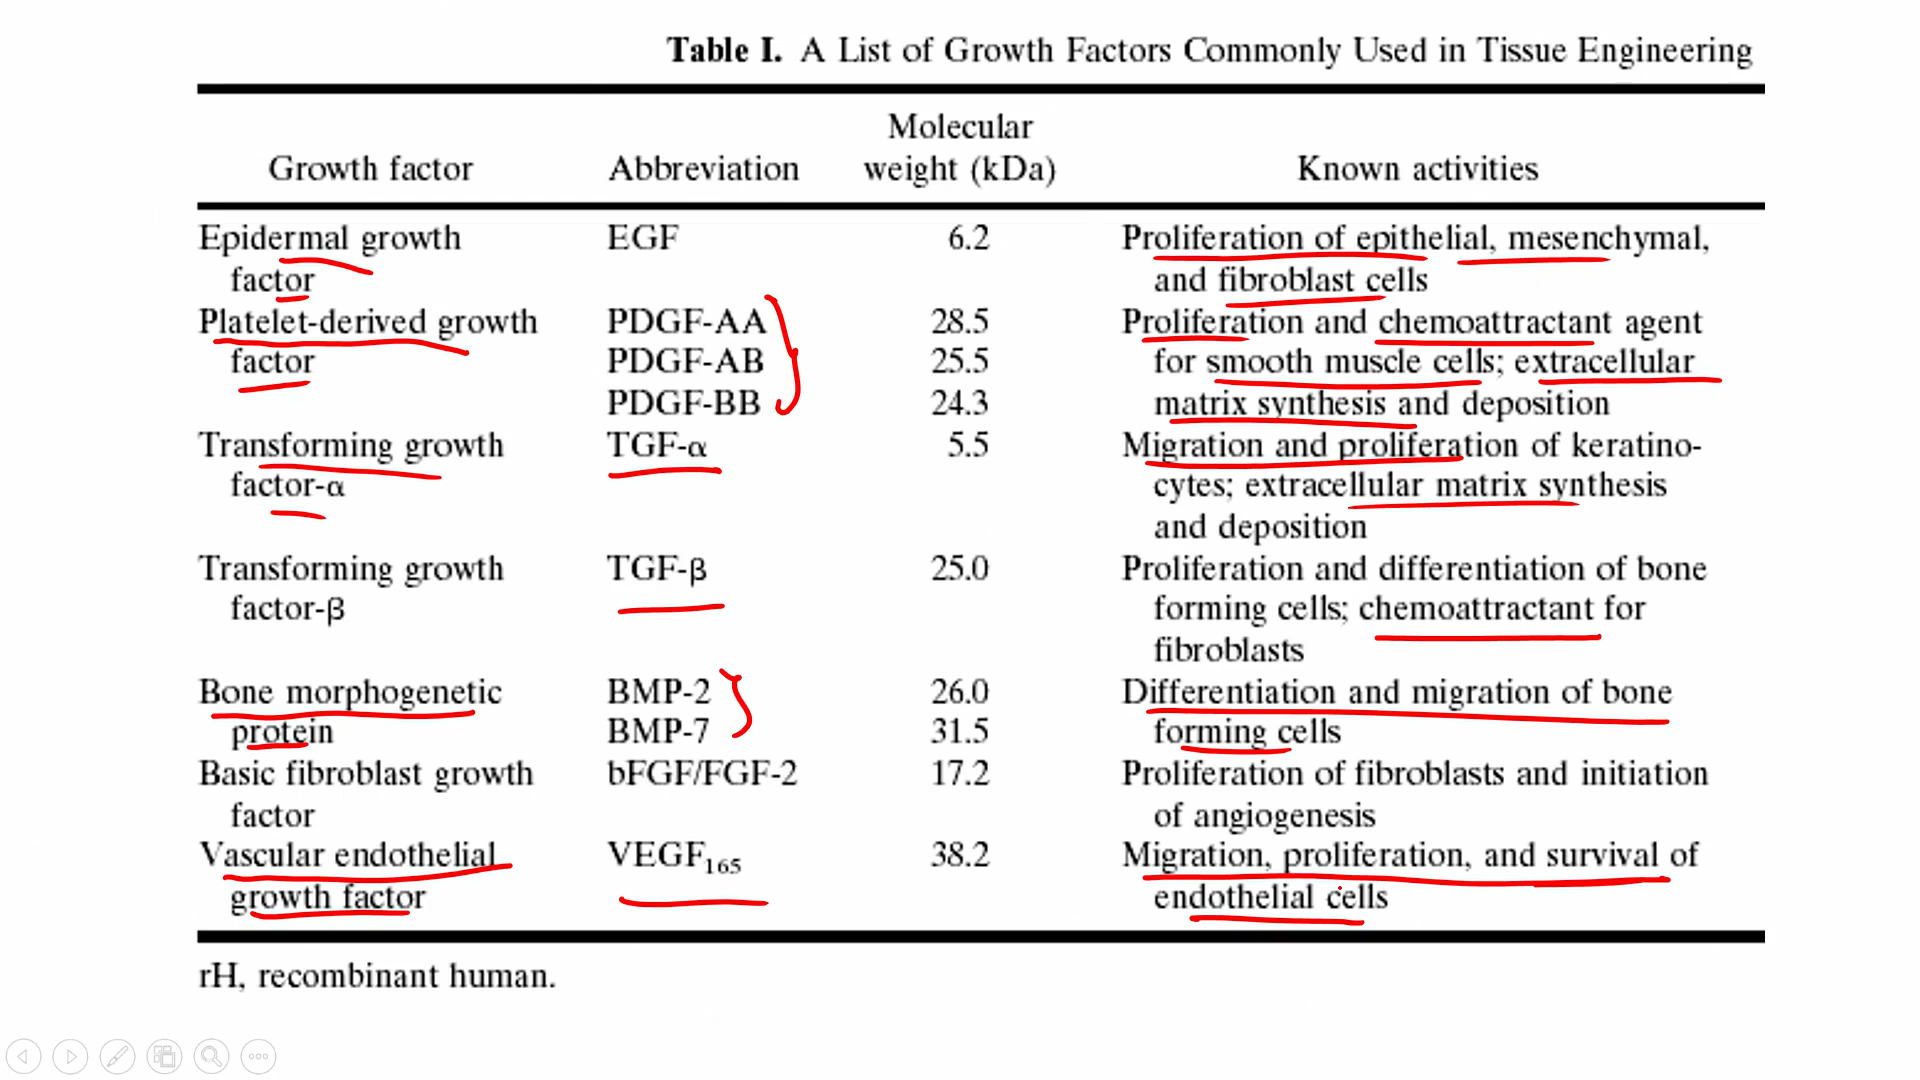 Table I. A List of Growth Factors Commonly Used in Tissue Engineering
Growth factor Abbreviation Molecular weight (kDa) Known activities
Epidermal growth EGF 6.2 Proliferation of epithelial, mesenchymal,
factor and fibroblast cells
Platelet-derived growth PDGF-AA 28.5 Proliferation and chemoattractant agent
factor PDGF-AB 25.5 for smooth muscle cells; extracellular
PDGF-BB 24.3 matrix synthesis and deposition
Transforming growth TGF-α 5.5 Migration and proliferation of keratino-
factor-α cytes; extracellular matrix synthesis
and deposition
Transforming growth TGF-β 25.0 Proliferation and differentiation of bone
factor-β forming cells; chemoattractant for
fibroblasts
Bone morphogenetic BMP-2 26.0 Differentiation and migration of bone
protein BMP-7 31.5 forming cells
Basic fibroblast growth bFGF/FGF-2 17.2 Proliferation of fibroblasts and initiation
factor of angiogenesis
Vascular endothelial VEGF165 38.2 Migration, proliferation, and survival of
growth factor endothelial cells
rH, recombinant human.